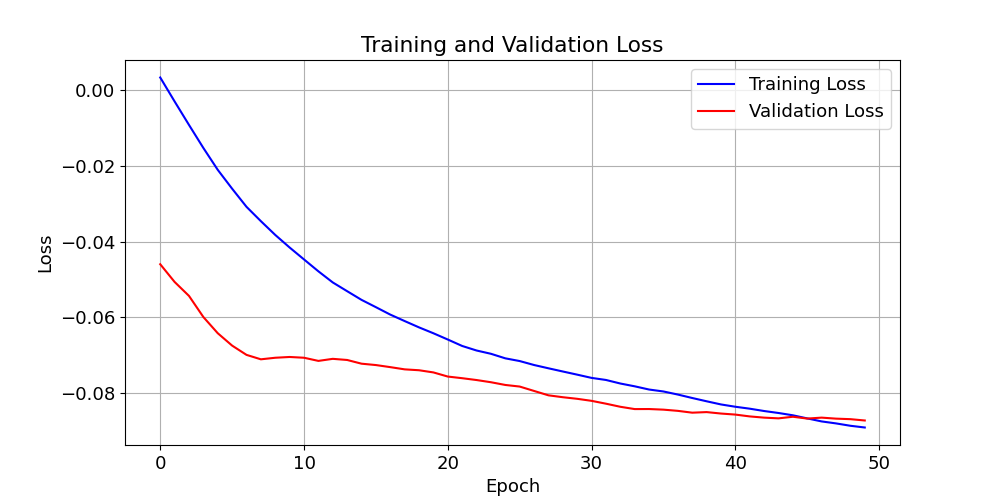 Training and Validation Loss
Training Loss
Validation Loss
0.00
−0.02
−0.04
−0.06
−0.08
Loss
0 10 20 30 40 50
Epoch